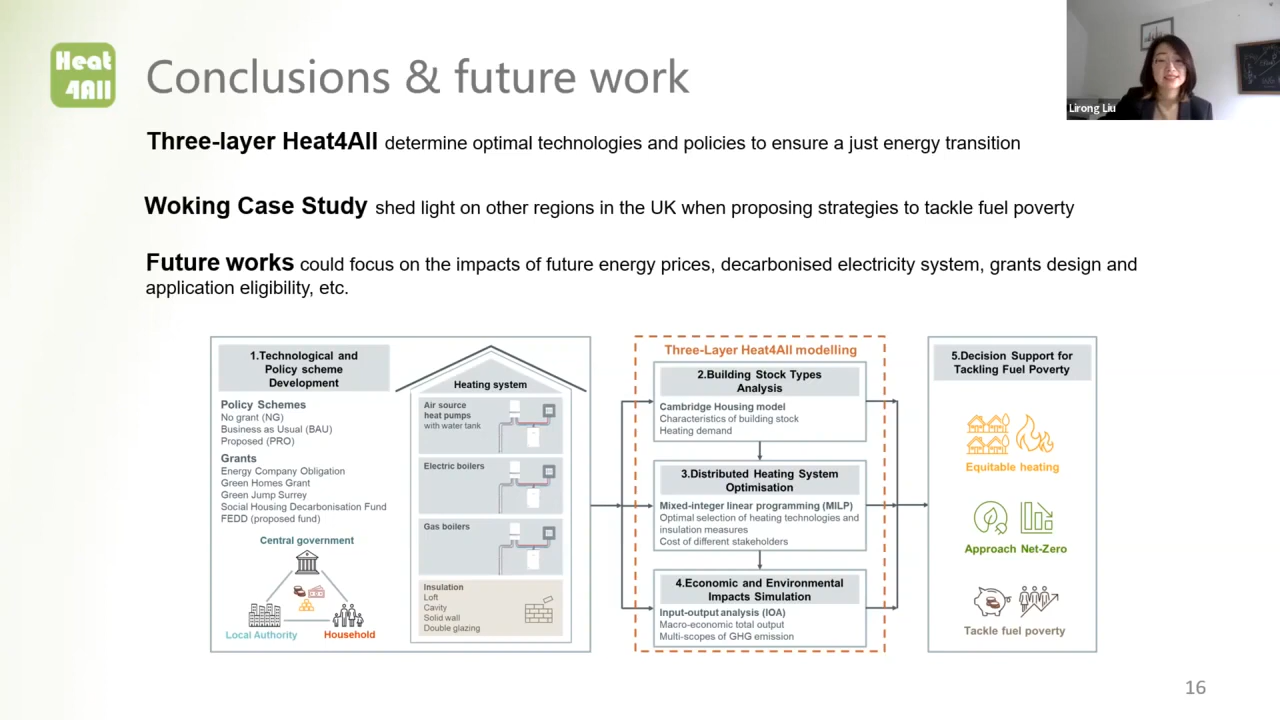 Heat
4All
Conclusions & future work
Lirong Liu
Three-layer Heat4All determine optimal technologies and policies to ensure a just energy transition
Woking Case Study shed light on other regions in the UK when proposing strategies to tackle fuel poverty
Future works could focus on the impacts of future energy prices, decarbonised electricity system, grants design and
application eligibility, etc.
1.Technological and
Policy scheme
Development
Policy Schemes
No grant (NG)
Business as Usual (BAU)
Proposed (PRO)
Grants
Energy Company Obligation
Green Homes Grant
Green Jump Surrey
Social Housing Decarbonisation Fund
FEDD (proposed fund)
Central government
Local Authority
Household
Heating system
Air source
heat pumps
with water tank
Electric boilers
Gas boilers
Insulation
Loft
Cavity
Solid wall
Double glazing
Three-Layer Heat4All modelling
2.Building Stock Types
Analysis
Cambridge Housing model
Characteristics of building stock
Heating demand
3.Distributed Heating System
Optimisation
Mixed-integer linear programming (MILP)
Optimal selection of heating technologies and
insulation measures
Cost of different stakeholders
4.Economic and Environmental
Impacts Simulation
Input-output analysis (IOA)
Macro-economic total output
Multi-scopes of GHG emission
5.Decision Support for
Tackling Fuel Poverty
Equitable heating
Approach Net-Zero
Tackle fuel poverty
16